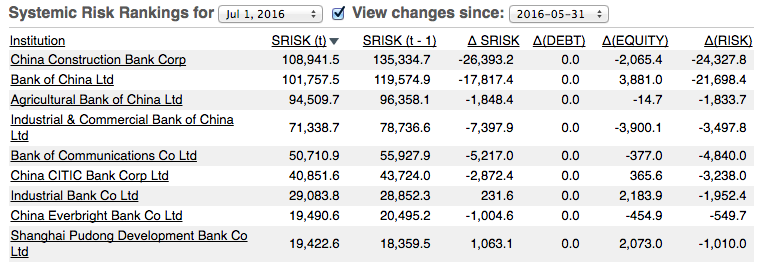 Systemic Risk Rankings for Jul 1, 2016 View changes since: 2016-05-31
Institution SRISK (t) SRISK (t - 1) Δ SRISK Δ(DEBT) Δ(EQUITY) Δ(RISK)
China Construction Bank Corp 108,941.5 135,334.7 -26,393.2 0.0 -2,065.4 -24,327.8
Bank of China Ltd 101,757.5 119,574.9 -17,817.4 0.0 3,881.0 -21,698.4
Agricultural Bank of China Ltd 94,509.7 96,358.1 -1,848.4 0.0 -14.7 -1,833.7
Industrial & Commercial Bank of China
Ltd 71,338.7 78,736.6 -7,397.9 0.0 -3,900.1 -3,497.8
Bank of Communications Co Ltd 50,710.9 55,927.9 -5,217.0 0.0 -377.0 -4,840.0
China CITIC Bank Corp Ltd 40,851.6 43,724.0 -2,872.4 0.0 365.6 -3,238.0
Industrial Bank Co Ltd 29,083.8 28,852.3 231.6 0.0 2,183.9 -1,952.4
China Everbright Bank Co Ltd 19,490.6 20,495.2 -1,004.6 0.0 -454.9 -549.7
Shanghai Pudong Development Bank Co
Ltd 19,422.6 18,359.5 1,063.1 0.0 2,073.0 -1,010.0